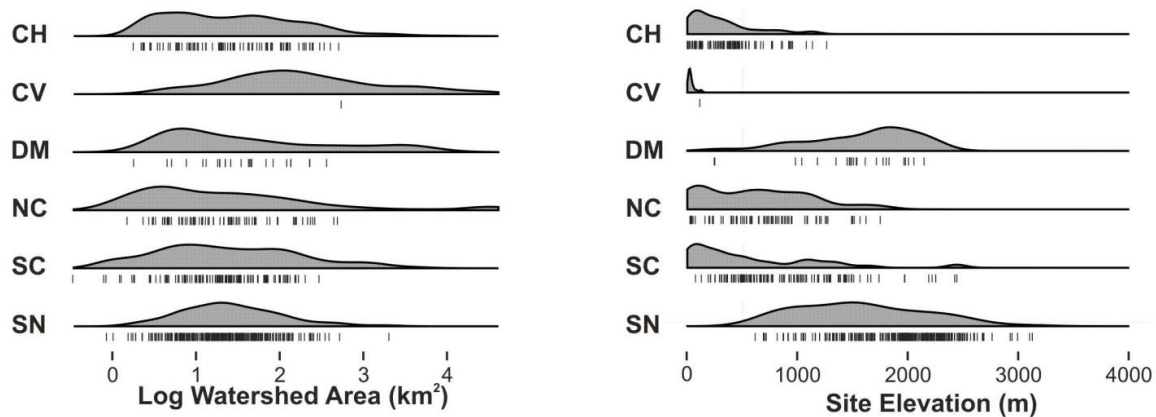 CH
CV
DM
NC
SC
SN
0 1 2 3 4
Log Watershed Area (km²)
CH
CV
DM
NC
SC
SN
0 1000 2000 3000 4000
Site Elevation (m)